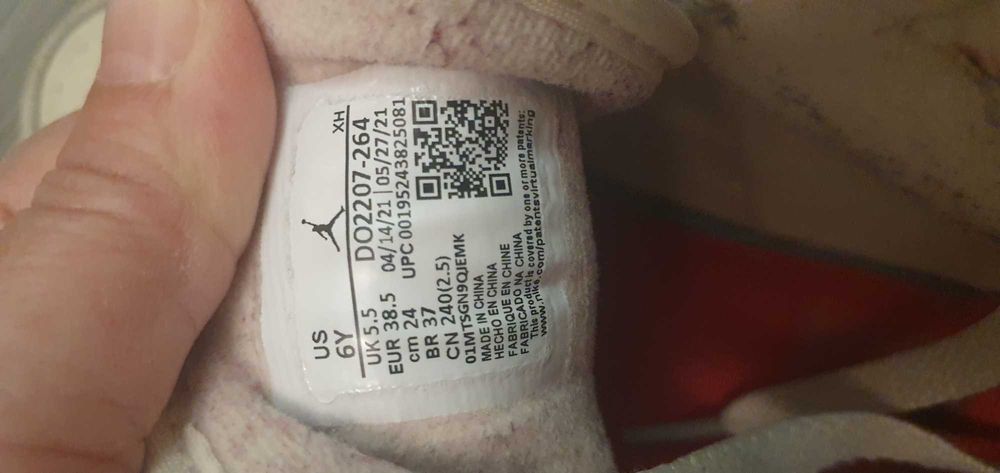 XH
US
6Y
UK 5.5
DO2207-264
EUR 38.5
04/14/21 | 05/27/21
cm 24
UPC 00195243825081
BR 37
CN 240(2.5)
01MTSGN9QJEMK
MADE IN CHINA
HECHO EN CHINA
FABRIQUE EN CHINE
FABRICADO NA CHINA
This product is covered by one or more patents:
www.nike.com/patentsvirtualmarking